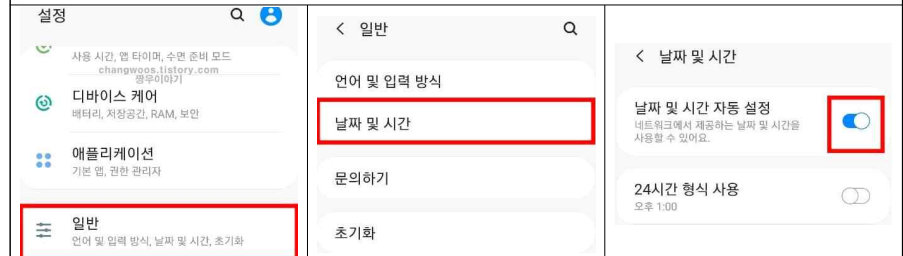 설정
사용 시간, 앱 타이머, 수면 준비 모드
changwoos.tistory.com
짱우이야기
디바이스 케어
배터리, 저장공간, RAM, 보안
애플리케이션
기본 앱, 권한 관리자
일반
언어 및 입력 방식, 날짜 및 시간, 초기화
일반
언어 및 입력 방식
날짜 및 시간
문의하기
초기화
날짜 및 시간
날짜 및 시간 자동 설정
네트워크에서 제공하는 날짜 및 시간을
사용할 수 있어요.
24시간 형식 사용
오후 1:00